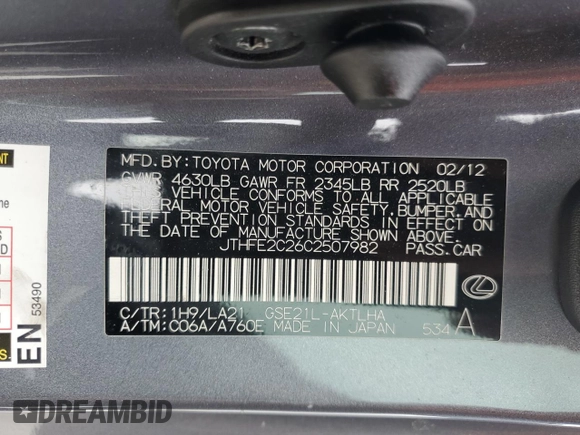 MFD.BY:TOYOTA MOTOR CORPORATION 02/12
GVWR 4630LB GAWR FR 2345LB RR 2520LB
THIS VEHICLE CONFORMS TO ALL APPLICABLE
FEDERAL MOTOR VEHICLE SAFETY,BUMPER,AND
THEFT PREVENTION STANDARDS IN EFFECT ON
THE DATE OF MANUFACTURE SHOWN ABOVE.
JTHFE2C26C2507982 PASS.CAR
C/TR:1H9/LA21 GSE21L-AKTLHA
A/TM:C06A/A760E MADE IN JAPAN 534 A
EN 53490
DREAMBID